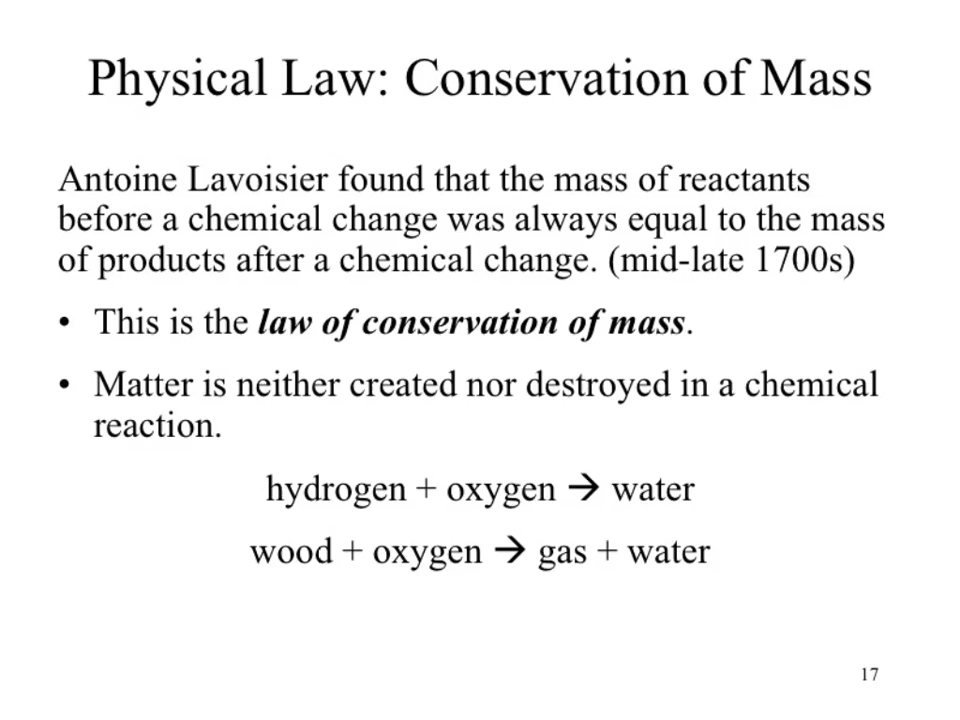 Physical Law: Conservation of Mass
Antoine Lavoisier found that the mass of reactants
before a chemical change was always equal to the mass
of products after a chemical change. (mid-late 1700s)
• This is the law of conservation of mass.
• Matter is neither created nor destroyed in a chemical
reaction.
hydrogen + oxygen → water
wood + oxygen → gas + water
17